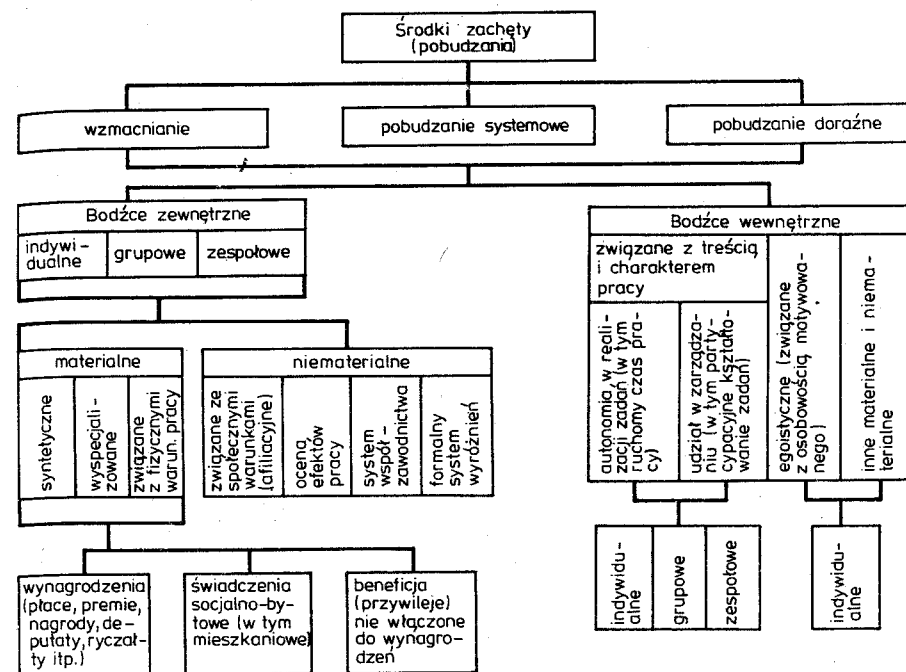 Środki zachęty
(pobudzania)
wzmacnianie
pobudzanie systemowe
pobudzanie doraźne
Bodźce zewnętrzne
indywi-
dualne
grupowe
zespołowe
Bodźce wewnętrzne
związane z treścią
i charakterem
pracy
autonomia w reali-
zacji zadań (w tym
ruchomy czas pra-
cy)
udział w zarządza-
niu (w tym party-
cypacyjne kształto-
wanie zadań)
egoistyczne (związane
z osobowością motywowa-
nego)
inne materialne i niema-
terialne
materialne
syntetyczne
wyspecjali-
zowane
związane
z fizycznymi
warun. pracy
niematerialne
związane ze
społecznymi
warunkami
(afiliacyjne)
ocena
efektów
pracy
system
współ-
zawodnictwa
formalny
system
wyróżnień
indywidu-
alne
grupowe
zespołowe
indywidu-
alne
wynagrodzenia
(płace, premie,
nagrody, de-
putaty, ryczał-
ty itp.)
świadczenia
socjalno-by-
towe (w tym
mieszkaniowe)
beneficja
(przywileje)
nie włączone
do wynagro-
dzeń